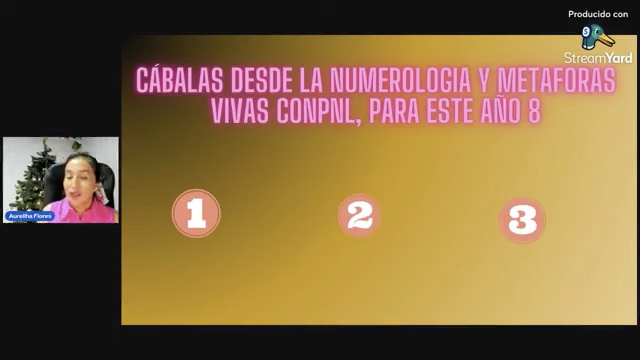 Producido con
StreamYard
CÁBALAS DESDE LA NUMEROLOGIA Y METAFORAS
VIVAS CONPNL, PARA ESTE AÑO 8
1
2
3
Aurelina Flores